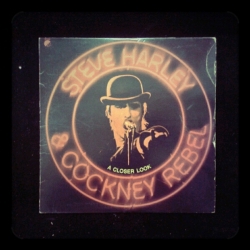 STEVE HARLEY
& COCKNEY REBEL
A CLOSER LOOK